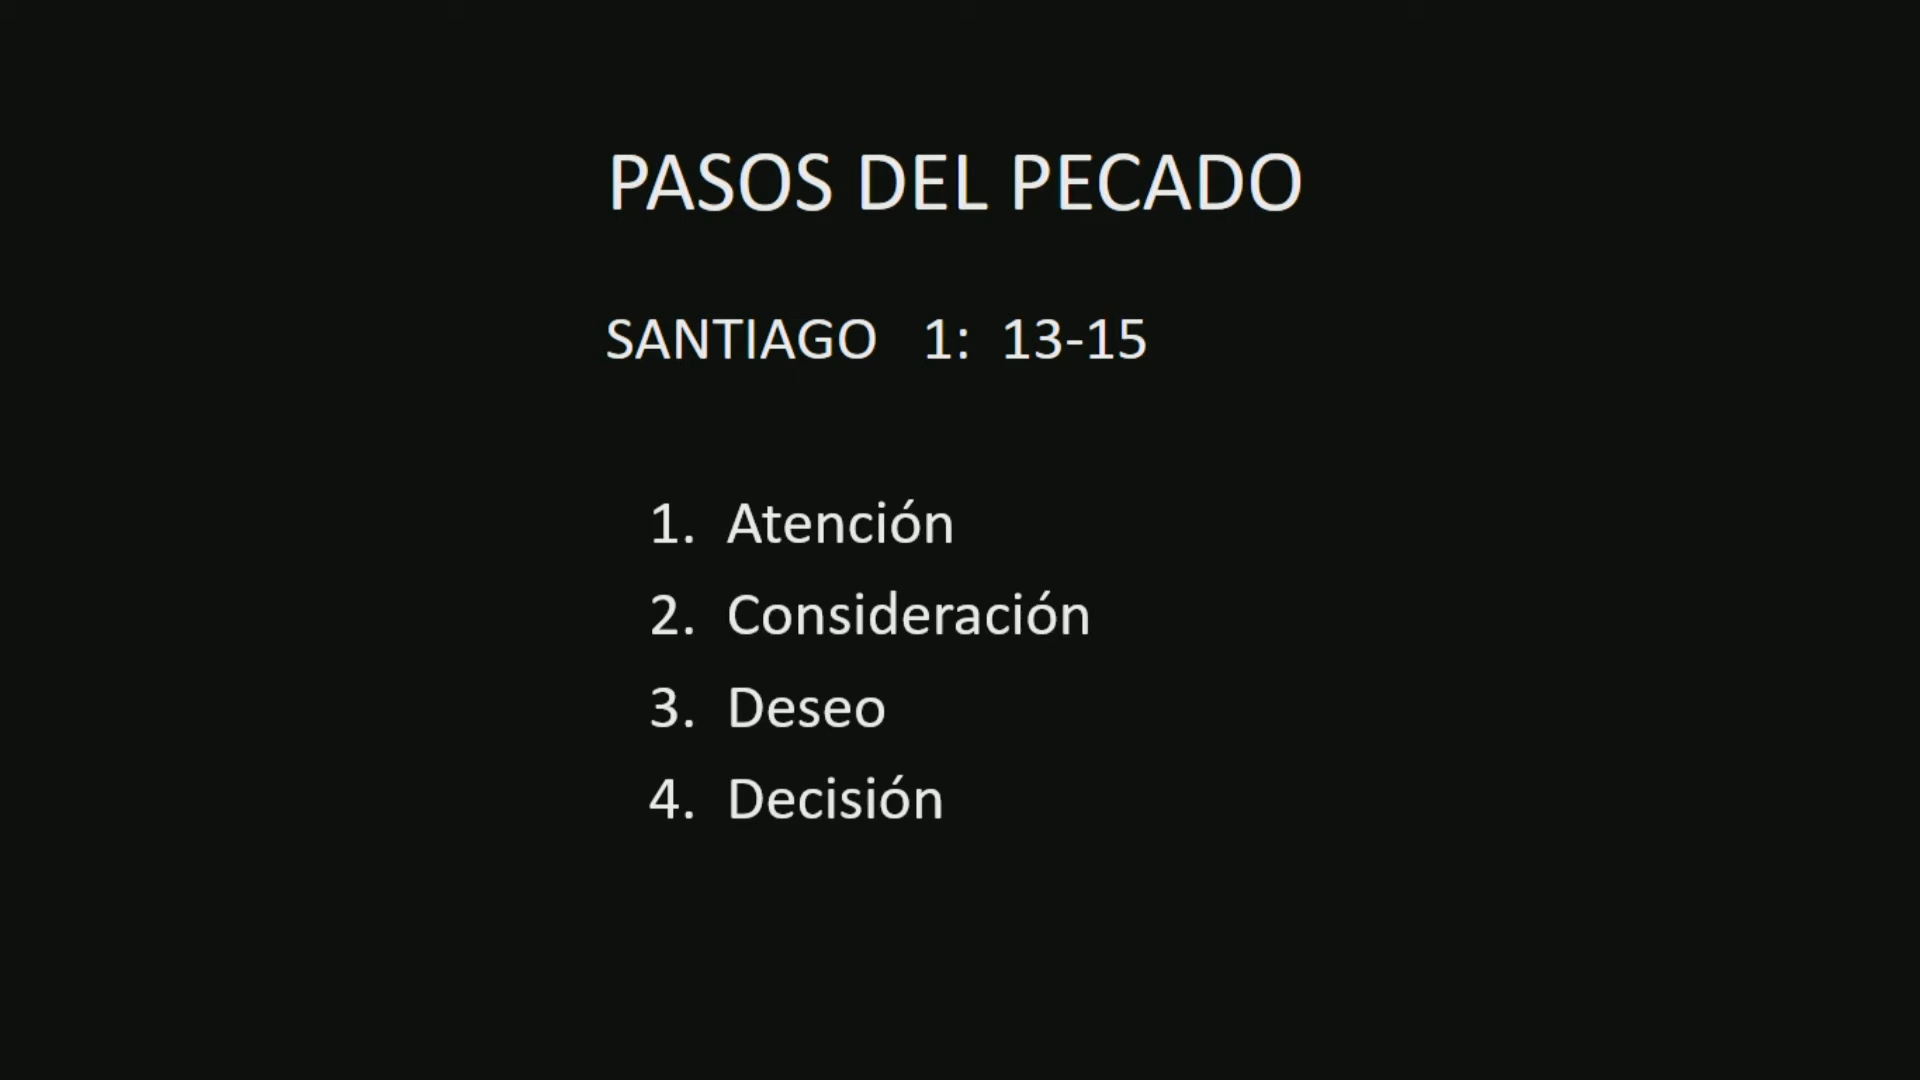 PASOS DEL PECADO
SANTIAGO 1: 13-15
1. Atención
2. Consideración
3. Deseo
4. Decisión